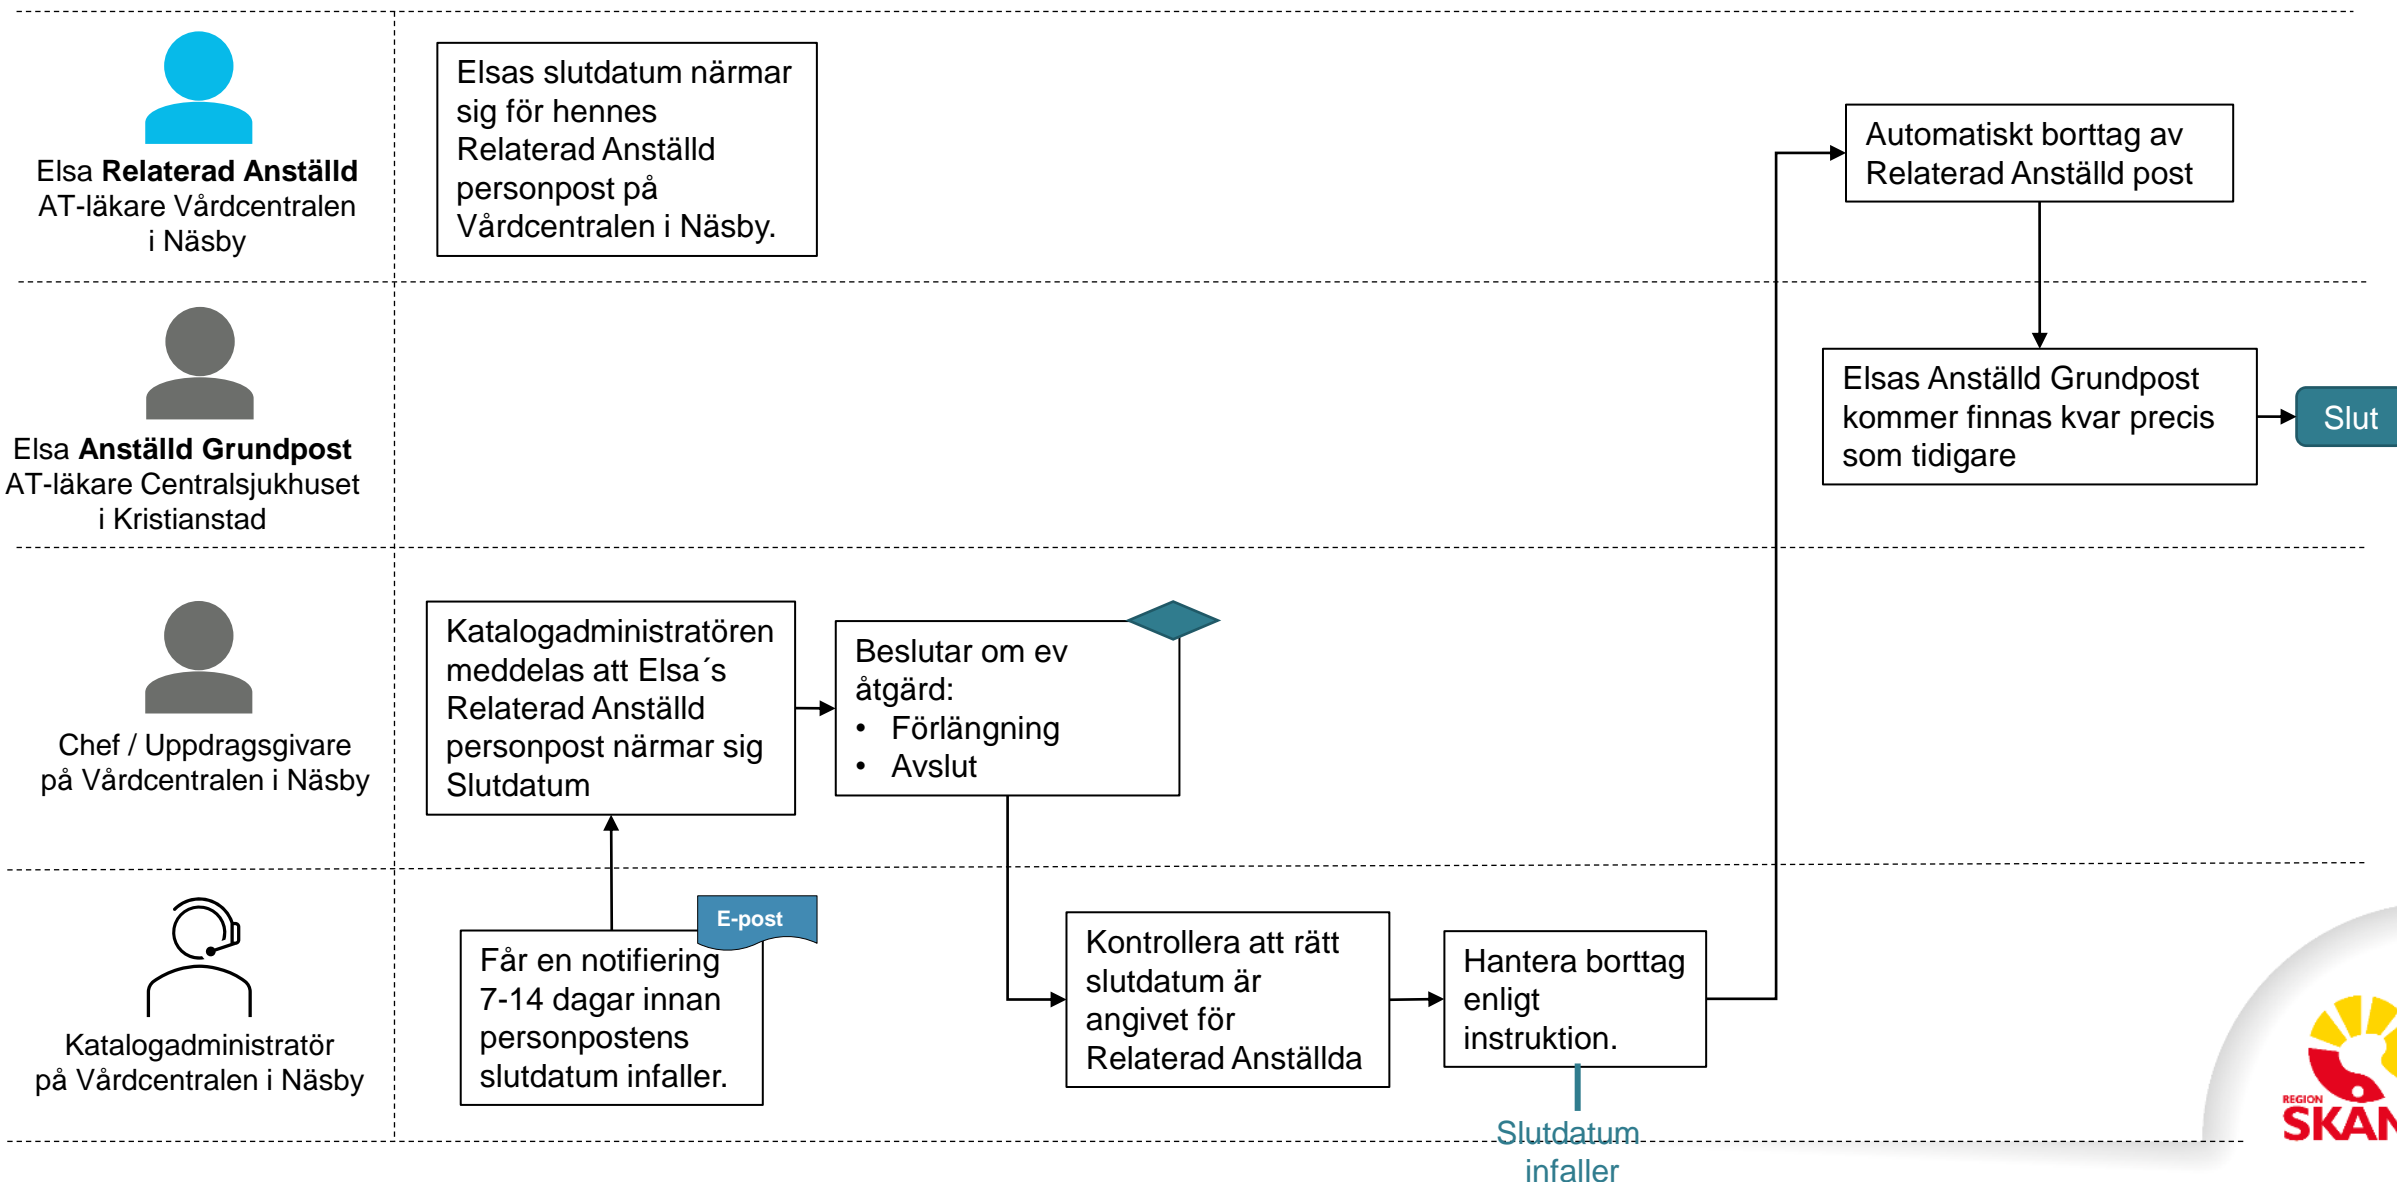 Elsa Relaterad Anställd
AT-läkare Vårdcentralen
i Näsby
Elsas slutdatum närmar
sig för hennes
Relaterad Anställd
personpost på
Vårdcentralen i Näsby.
Automatiskt borttag av
Relaterad Anställd post
Elsa Anställd Grundpost
AT-läkare Centralsjukhuset
i Kristianstad
Elsas Anställd Grundpost
kommer finnas kvar precis
som tidigare
Slut
Chef / Uppdragsgivare
på Vårdcentralen i Näsby
Katalogadministratören
meddelas att Elsa´s
Relaterad Anställd
personpost närmar sig
Slutdatum
Beslutar om ev
åtgärd:
• Förlängning
• Avslut
Katalogadministratör
på Vårdcentralen i Näsby
E-post
Får en notifiering
7-14 dagar innan
personpostens
slutdatum infaller.
Kontrollera att rätt
slutdatum är
angivet för
Relaterad Anställda
Hantera borttag
enligt
instruktion.
Slutdatum
infaller
REGION